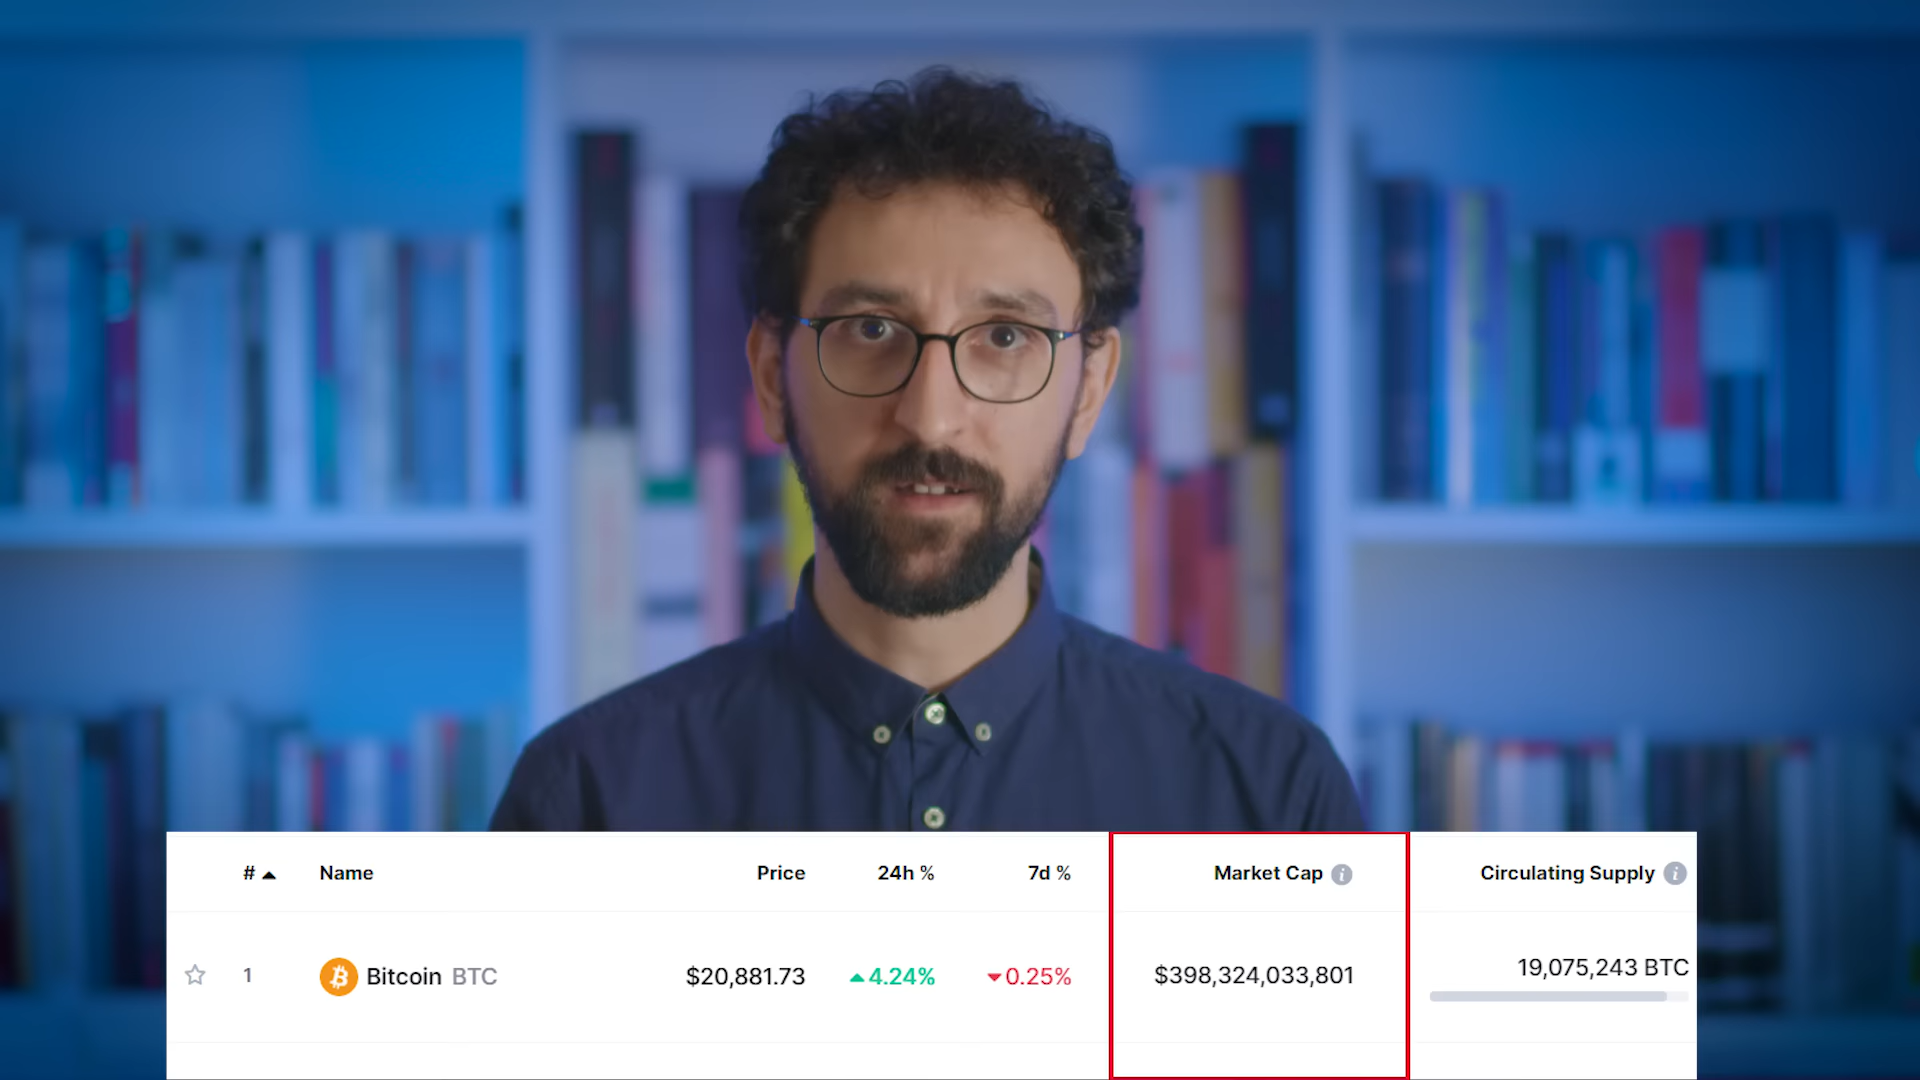 # Name Price 24h % 7d % Market Cap Circulating Supply
1 Bitcoin BTC $20,881.73 4.24% 0.25% $398,324,033,801 19,075,243 BTC